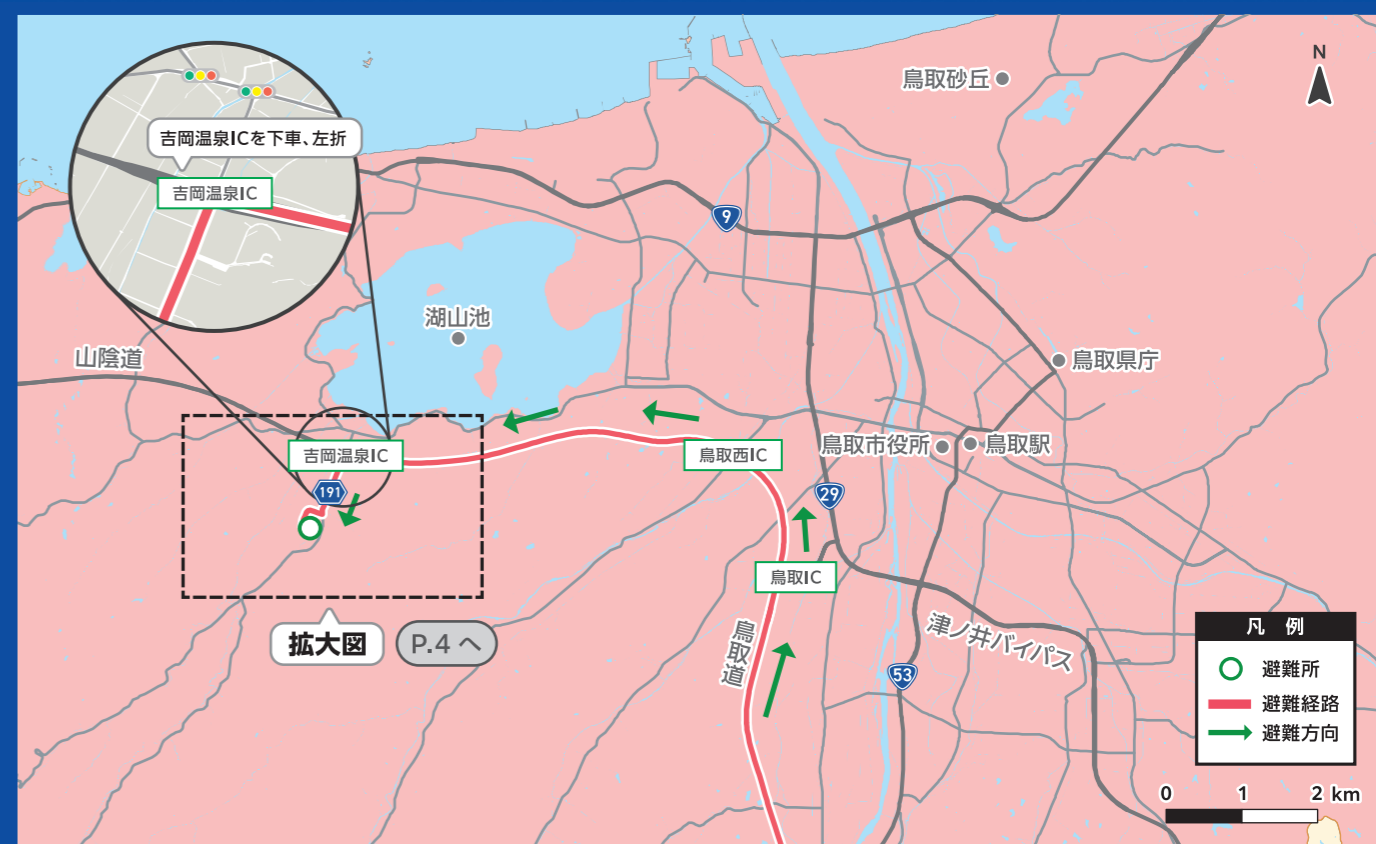 N
鳥取砂丘
吉岡温泉ICを下車、左折
吉岡温泉IC
9
湖山池
山陰道
鳥取県庁
鳥取市役所
鳥取駅
吉岡温泉IC
鳥取西IC
191
29
鳥取IC
拡大図
P.4 へ
鳥取道
津ノ井バイパス
53
凡 例
避難所
避難経路
避難方向
0 1 2 km